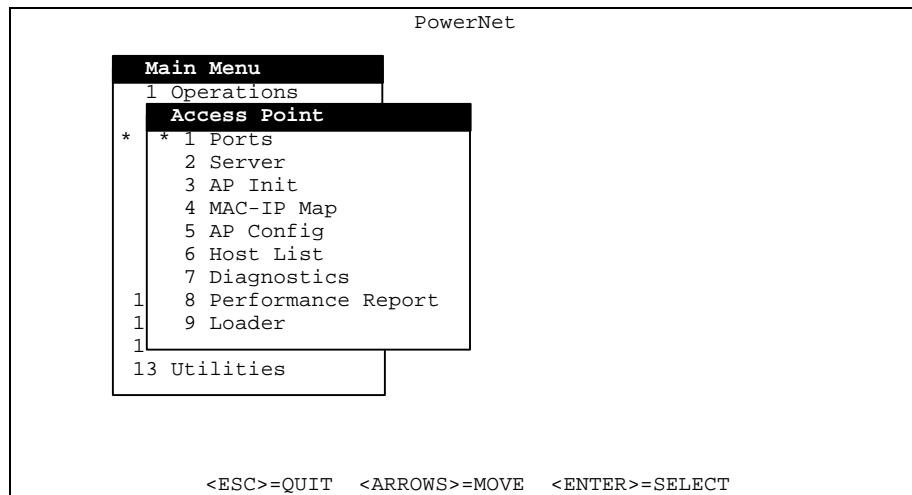 PowerNet
Main Menu
1 Operations
Access Point
* * 1 Ports
2 Server
3 AP Init
4 MAC-IP Map
5 AP Config
6 Host List
7 Diagnostics
1 8 Performance Report
1 9 Loader
1
13 Utilities
<ESC>=QUIT <ARROWS>=MOVE <ENTER>=SELECT